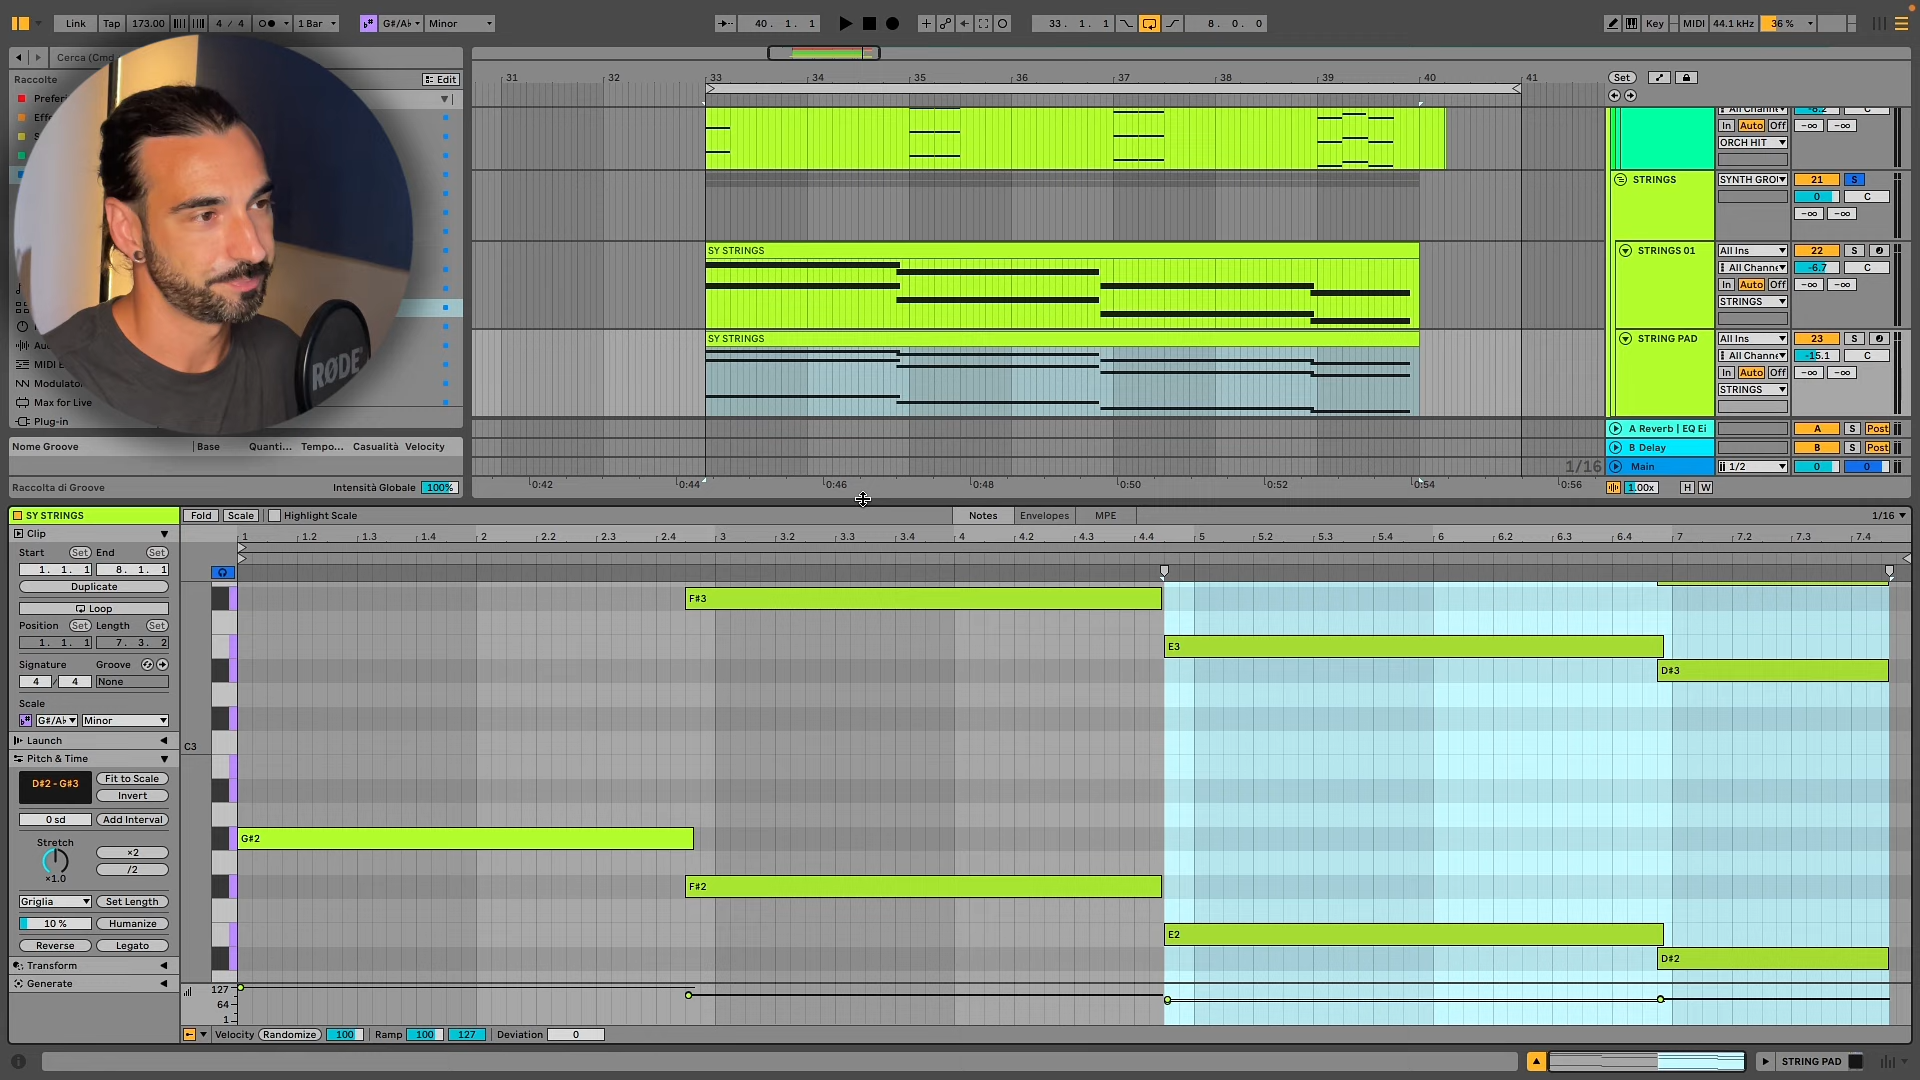 Link Tap 173.00 4 / 4 1 Bar G#/A♭ Minor 40. 1. 1 33. 1. 1 8. 0. 0 Key MIDI 44.1 kHz 36 %
Cerca (Cmd
Raccolte Edit
31 32 33 34 35 36 37 38 39 40 41 Set
Prefer
Effe
In Auto Off -∞ -∞
ORCH HIT
STRINGS SYNTH GROU 21 S
0 C
-∞ -∞
SY STRINGS STRINGS 01 All Ins 22 S
All Channe -6.7 C
In Auto Off -∞ -∞
STRINGS
SY STRINGS STRING PAD All Ins 23 S
All Channe -15.1 C
In Auto Off -∞ -∞
STRINGS
RØDE
MIDI E
Modulator
Max for Live
Plug-in
Nome Groove Base Quanti... Tempo... Casualità Velocity
A Reverb | EQ Ei A S Post
B Delay B S Post
1/16 Main 1/2 0 0
Raccolta di Groove Intensità Globale 100%
0:42 0:44 0:46 0:48 0:50 0:52 0:54 0:56 1.00x H W
SY STRINGS Fold Scale Highlight Scale Notes Envelopes MPE 1/16
Clip
1 1.2 1.3 1.4 2 2.2 2.3 2.4 3 3.2 3.3 3.4 4 4.2 4.3 4.4 5 5.2 5.3 5.4 6 6.2 6.3 6.4 7 7.2 7.3 7.4
Start Set End Set
1. 1. 1 8. 1. 1
Duplicate
Loop
Position Set Length Set
1. 1. 1 7. 3. 2
Signature Groove
4 / 4 None
Scale
G#/A♭ Minor
Launch
Pitch & Time
D#2 - G#3 Fit to Scale
Invert
0 sd Add Interval
Stretch
×2
/2
×1.0
Griglia Set Length
10 % Humanize
Reverse Legato
Transform
Generate
F#3
E3
D#3
C3
G#2
F#2
E2
D#2
127
64
1
Velocity Randomize 100 Ramp 100 127 Deviation 0
STRING PAD